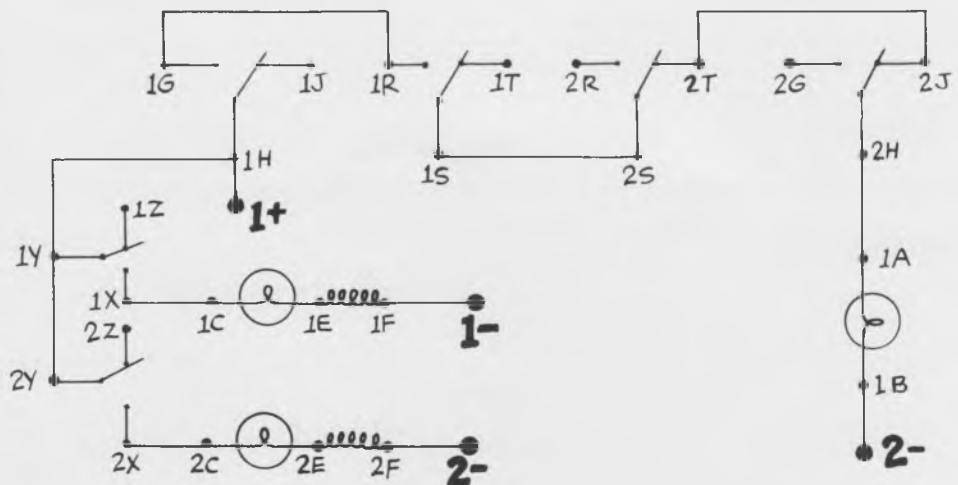 1G 1J 1R 1T 2R 2T 2G 2J
1H 1S 2S 2H
1Z 1+
1Y 1A
1X 1C 1E 1F 1-
2Z
2Y 1B
2X 2C 2E 2F 2- 2-